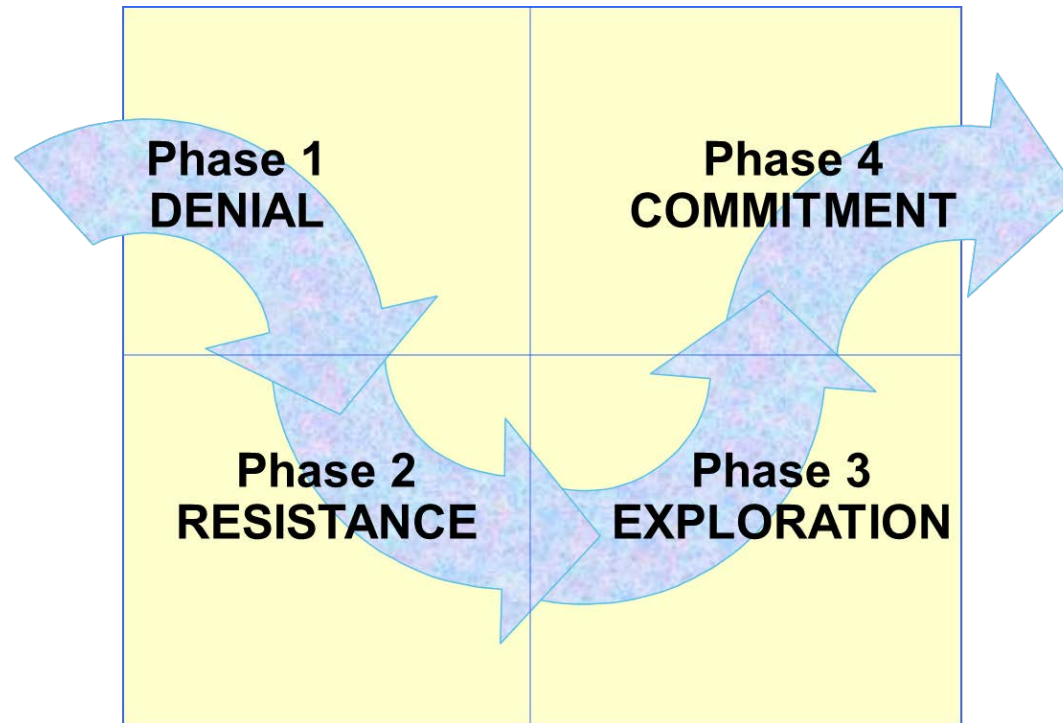 Phase 1
DENIAL
Phase 2
RESISTANCE
Phase 3
EXPLORATION
Phase 4
COMMITMENT